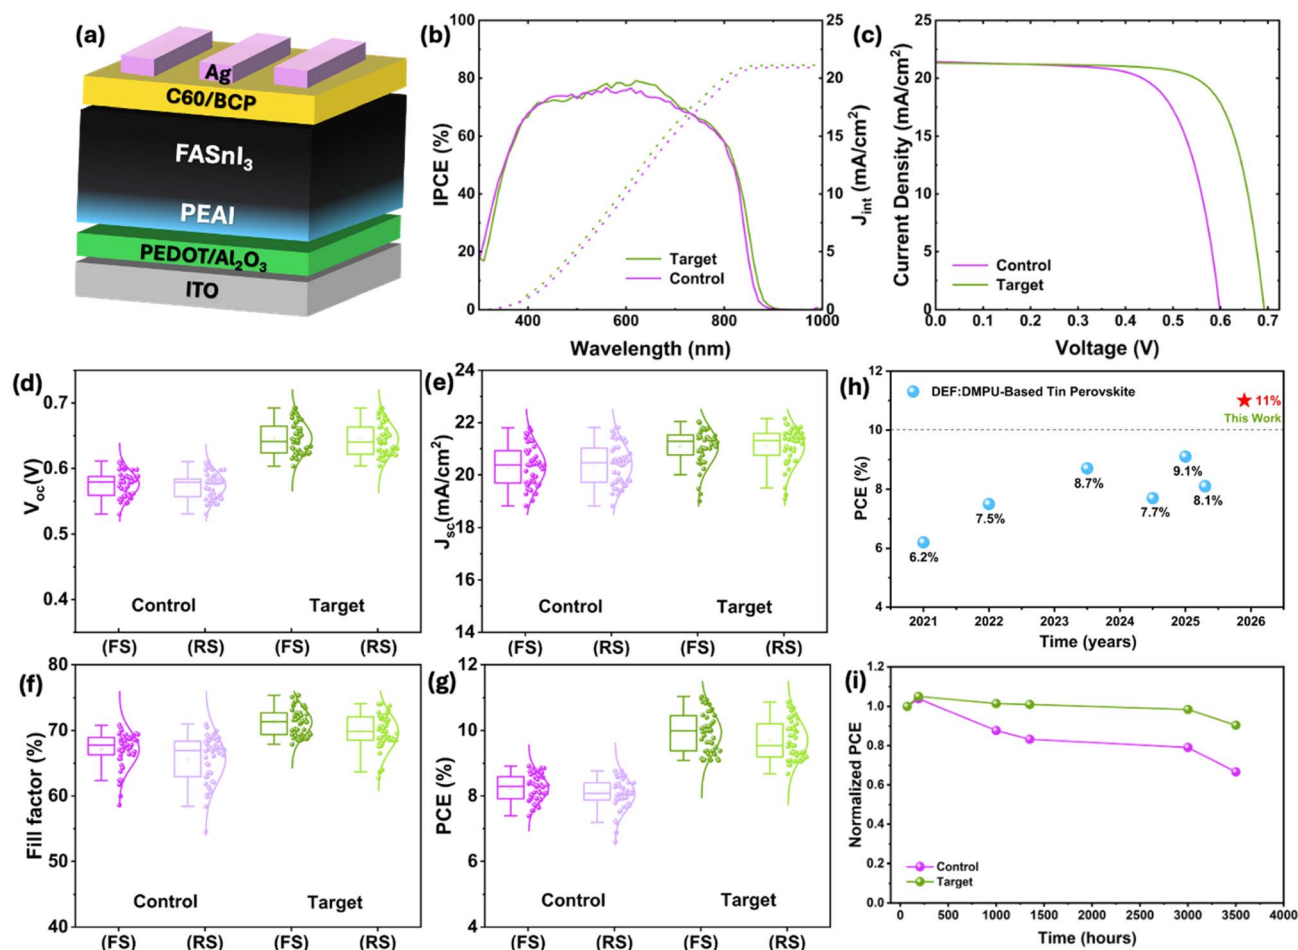 (a)
Ag
C60/BCP
FASnI₃
PEAI
PEDOT/Al₂O₃
ITO
(b)
100
80
60
40
20
0
IPCE (%)
25
20
15
10
5
0
J_int (mA/cm²)
Target
Control
400
600
800
1000
Wavelength (nm)
(c)
25
20
15
10
5
0
Current Density (mA/cm²)
Control
Target
0.0
0.1
0.2
0.3
0.4
0.5
0.6
0.7
Voltage (V)
(d)
0.7
0.6
0.5
0.4
V_oc(V)
Control
Target
(FS)
(RS)
(FS)
(RS)
(e)
24
22
20
18
16
14
J_sc(mA/cm²)
Control
Target
(FS)
(RS)
(FS)
(RS)
(h)
12
10
8
6
4
PCE (%)
DEF:DMPU-Based Tin Perovskite
11%
This Work
6.2%
7.5%
8.7%
7.7%
9.1%
8.1%
2021
2022
2023
2024
2025
2026
Time (years)
(f)
80
70
60
50
40
Fill factor (%)
Control
Target
(FS)
(RS)
(FS)
(RS)
(g)
12
10
8
6
4
PCE (%)
Control
Target
(FS)
(RS)
(FS)
(RS)
(i)
1.2
1.0
0.8
0.6
0.4
0.2
0.0
Normalized PCE
Control
Target
0
500
1000
1500
2000
2500
3000
3500
4000
Time (hours)